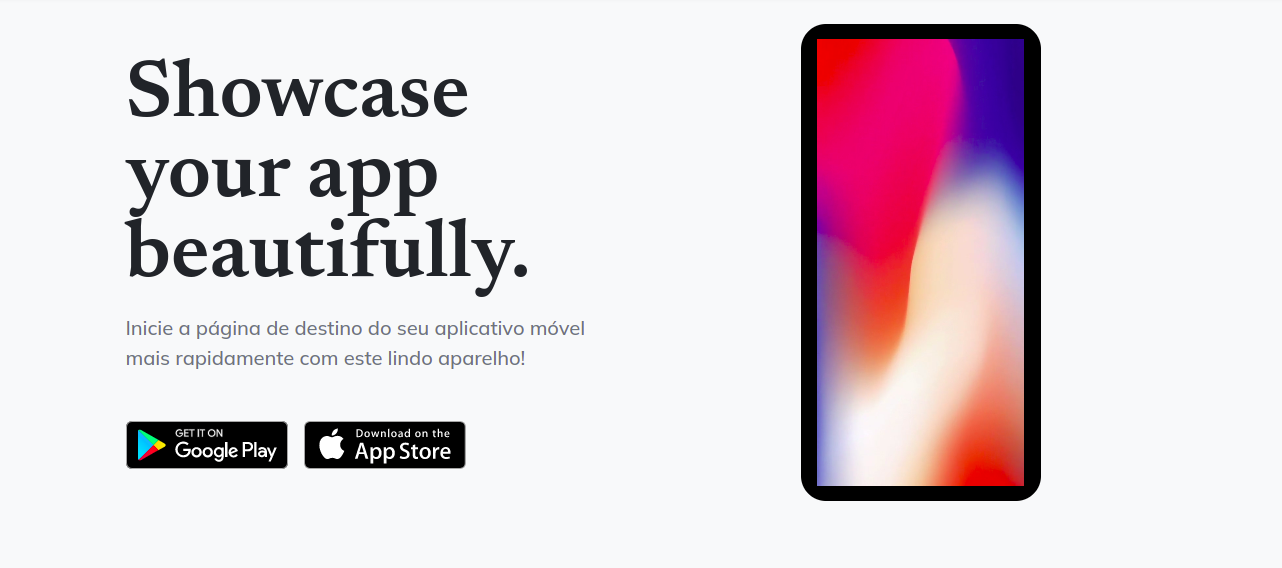 Showcase
your app
beautifully.
Inicie a página de destino do seu aplicativo móvel
mais rapidamente com este lindo aparelho!
GET IT ON
Google Play
Download on the
App Store